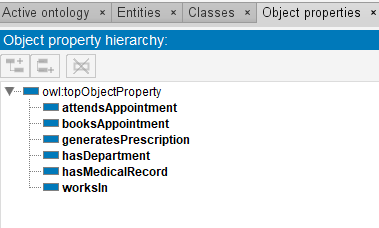 Active ontology × Entities × Classes × Object properties ×
Object property hierarchy:
owl:topObjectProperty
attendsAppointment
booksAppointment
generatesPrescription
hasDepartment
hasMedicalRecord
worksIn